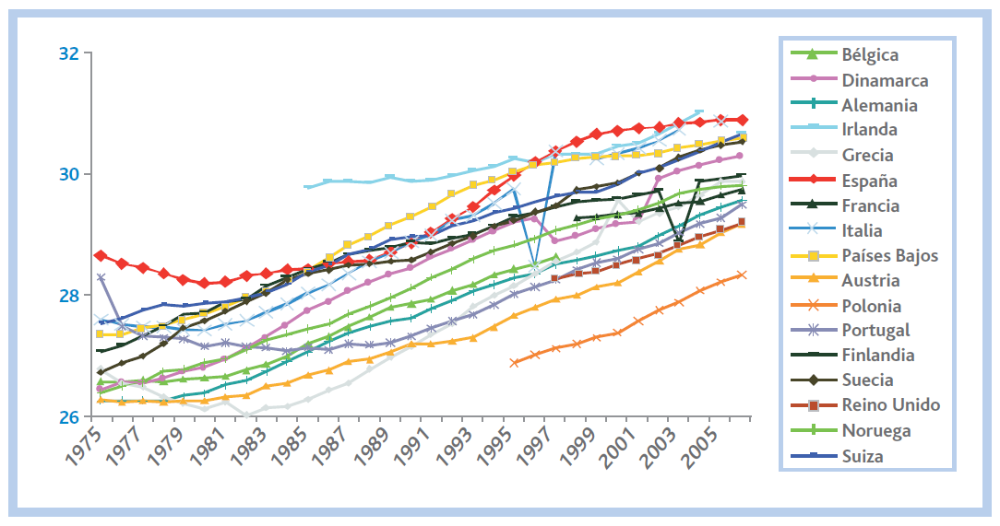 32
30
28
26
1975
1977
1979
1981
1983
1985
1987
1989
1991
1993
1995
1997
1999
2001
2003
2005
Bélgica
Dinamarca
Alemania
Irlanda
Grecia
España
Francia
Italia
Países Bajos
Austria
Polonia
Portugal
Finlandia
Suecia
Reino Unido
Noruega
Suiza